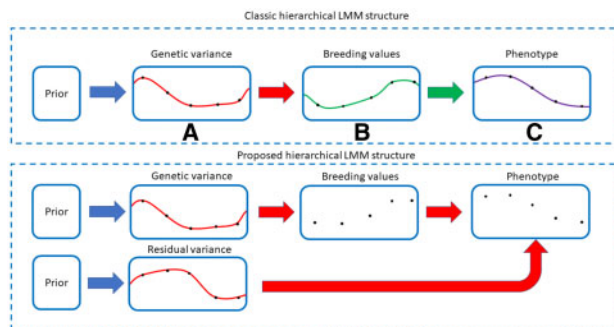 Classic hierarchical LMM structure
Genetic variance Breeding values Phenotype
Prior
A B C
Proposed hierarchical LMM structure
Genetic variance Breeding values Phenotype
Prior
Residual variance
Prior